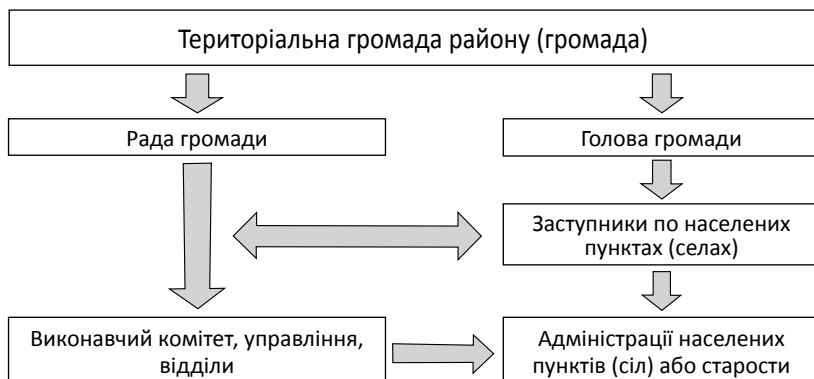 Територіальна громада району (громада)
Рада громади
Голова громади
Заступники по населених
пунктах (селах)
Виконавчий комітет, управління,
відділи
Адміністрації населених
пунктів (сіл) або старости